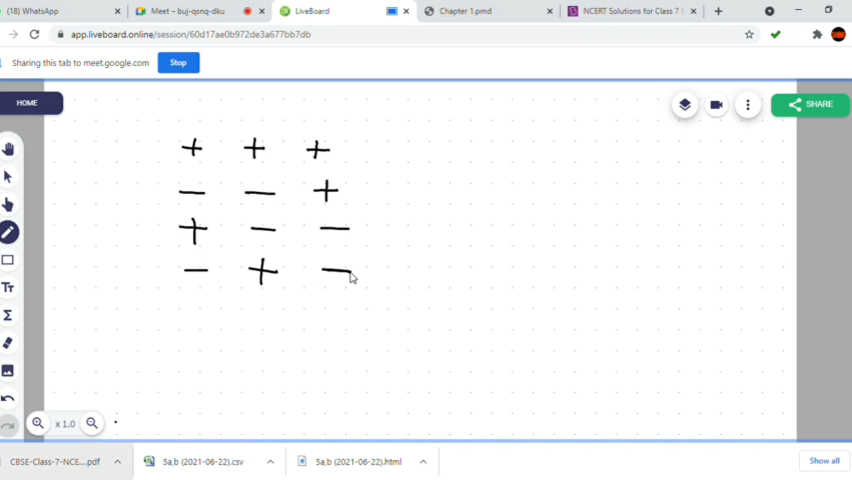 (18) WhatsApp
Meet – buj-qsnq-dku
LiveBoard
Chapter 1.pmd
NCERT Solutions for Class 7
app.liveboard.online/session/60d17ae0b972de3a677bb7db
Sharing this tab to meet.google.com
Stop
HOME
SHARE
+ + +
– – +
+ – –
– + –
Tт
Σ
x 1.0
CBSE-Class-7-NCE....pdf
5a,b (2021-06-22).csv
5a,b (2021-06-22).html
Show all